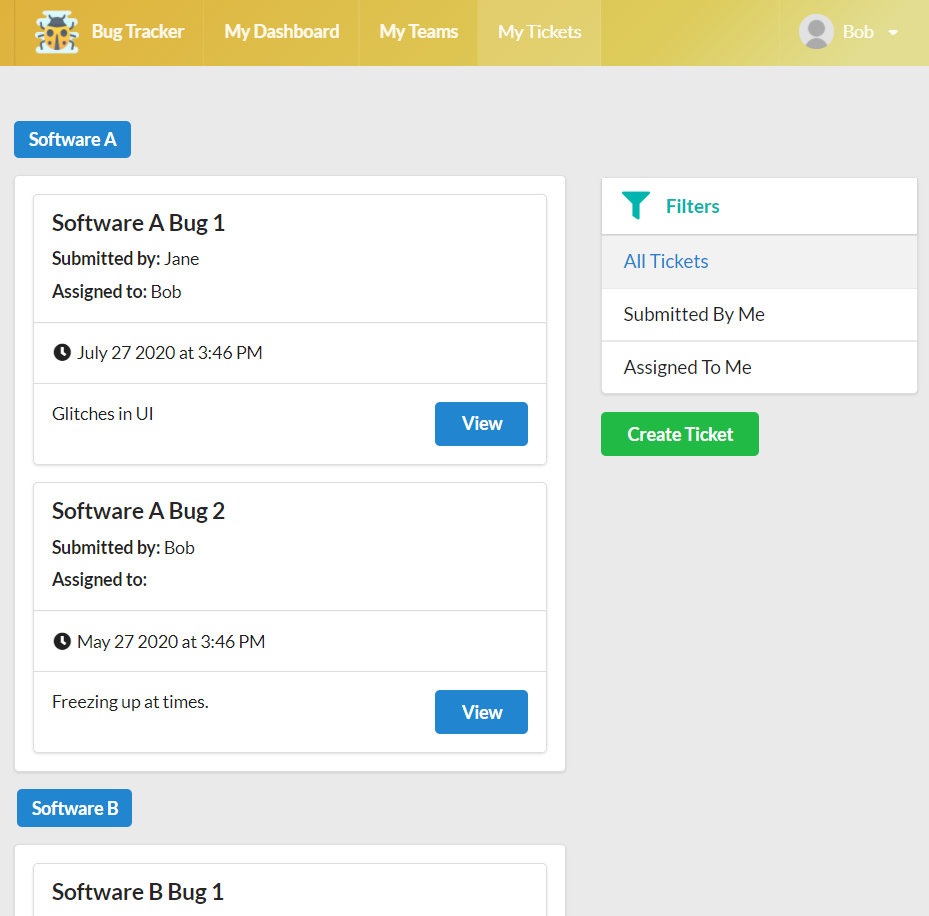 Bug Tracker
My Dashboard
My Teams
My Tickets
Bob
Software A
Software A Bug 1
Submitted by: Jane
Assigned to: Bob
July 27 2020 at 3:46 PM
Glitches in UI
View
Software A Bug 2
Submitted by: Bob
Assigned to:
May 27 2020 at 3:46 PM
Freezing up at times.
View
Software B
Software B Bug 1
Filters
All Tickets
Submitted By Me
Assigned To Me
Create Ticket